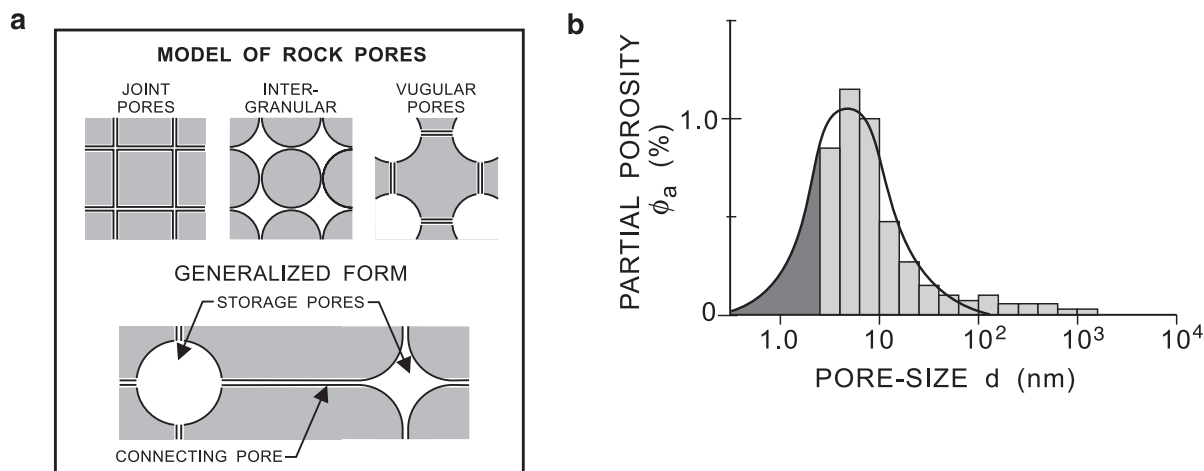 a
MODEL OF ROCK PORES
JOINT
PORES
INTER-
GRANULAR
VUGULAR
PORES
GENERALIZED FORM
STORAGE PORES
CONNECTING PORE
b
PARTIAL POROSITY
ϕa (%)
1.0
0
1.0 10 10² 10³ 10⁴
PORE-SIZE d (nm)